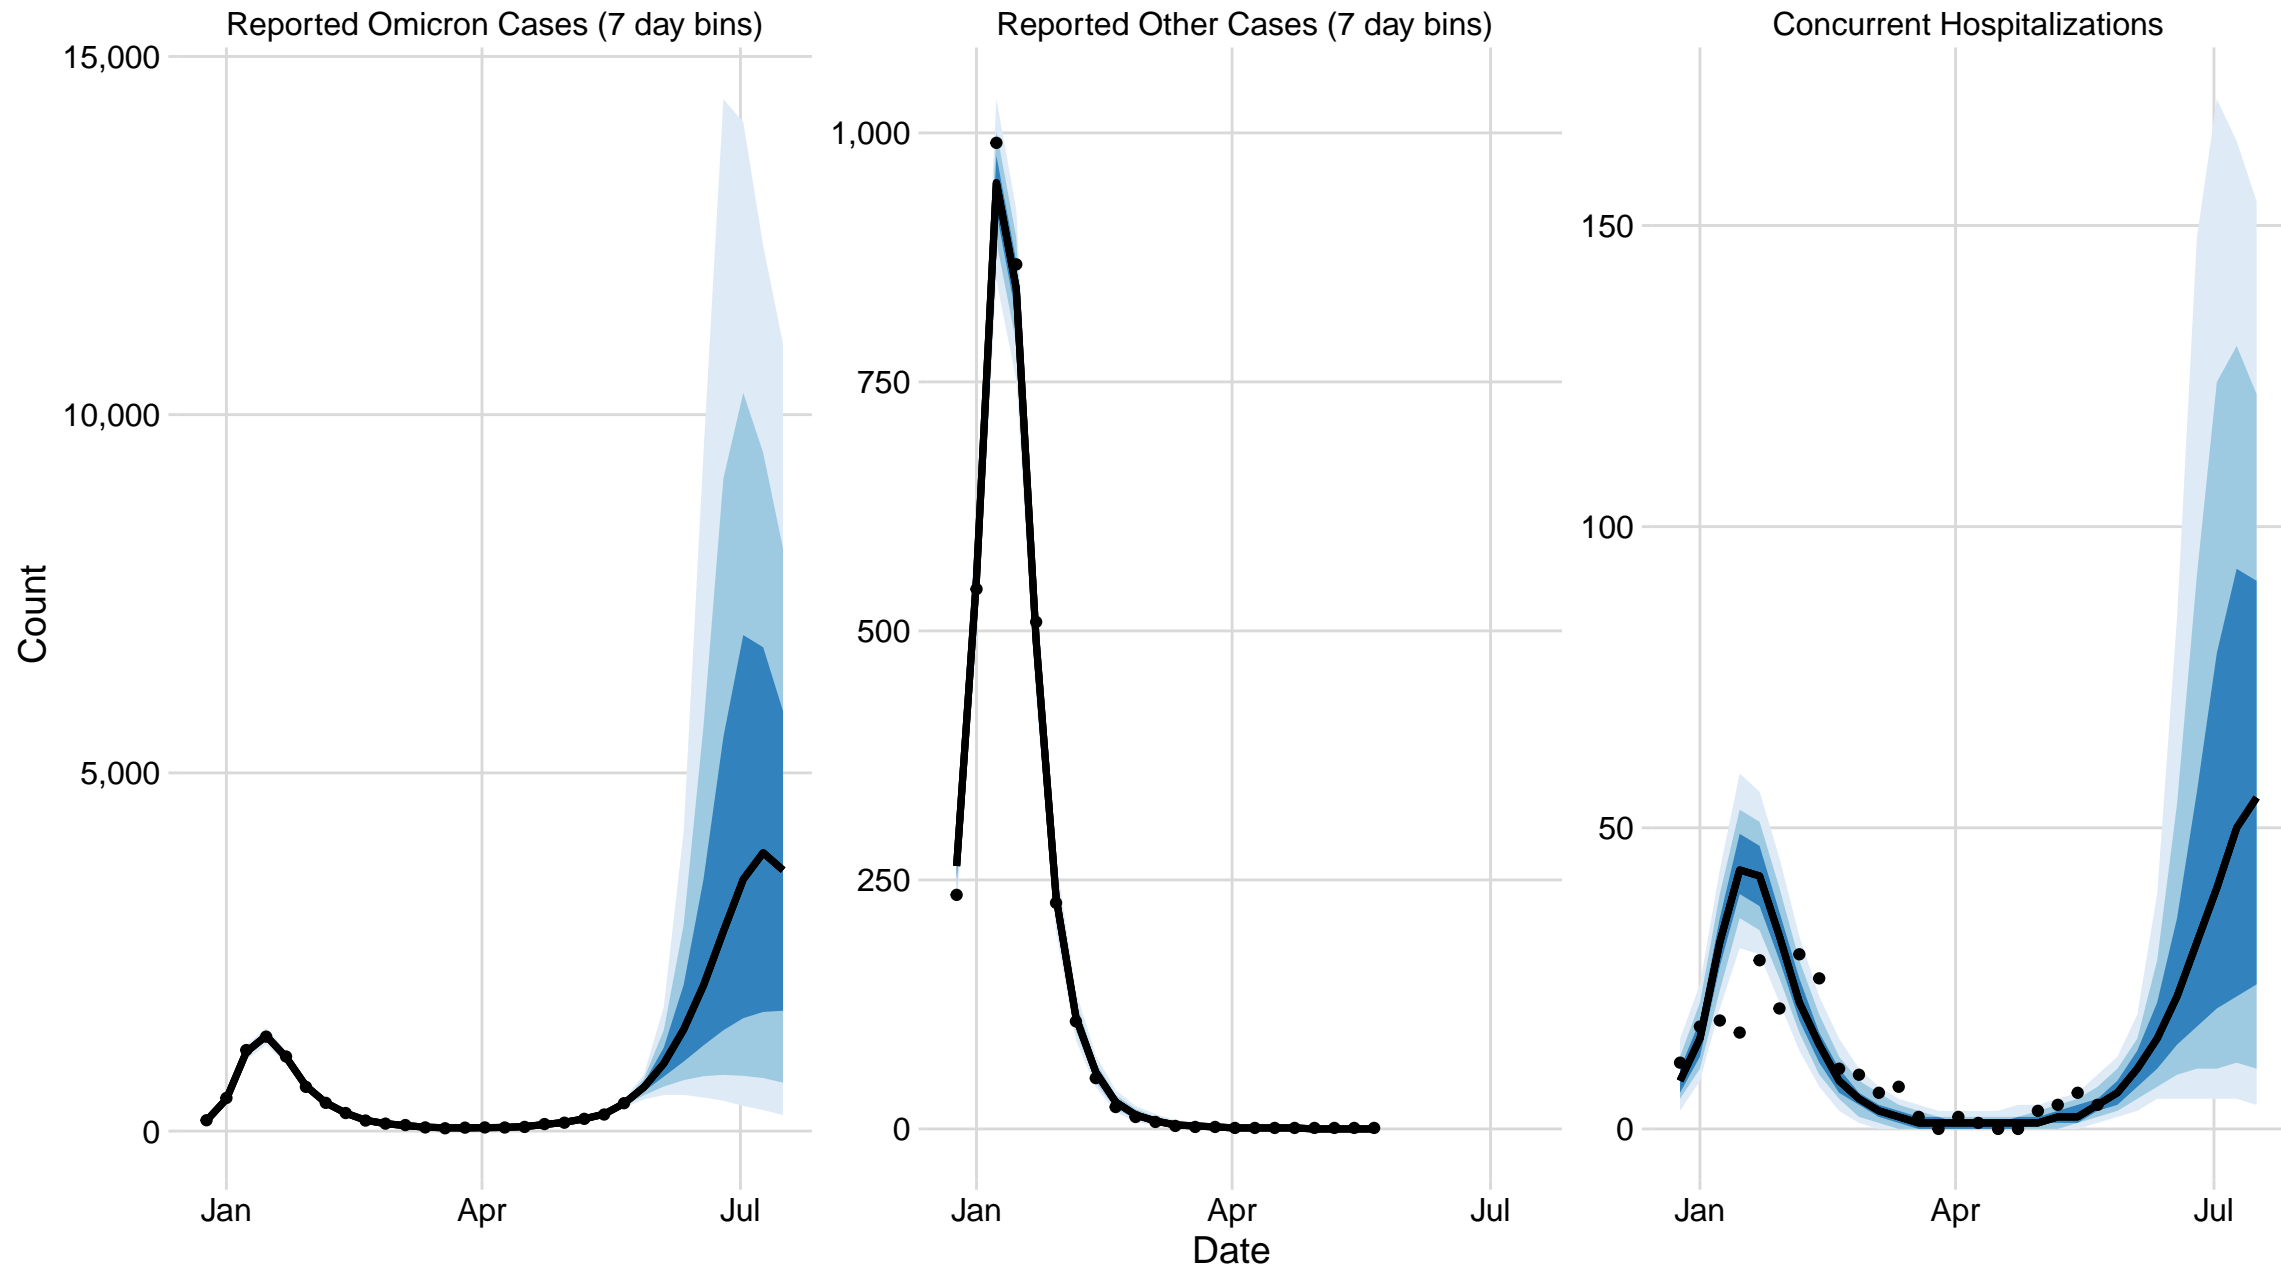 Reported Omicron Cases (7 day bins)
Reported Other Cases (7 day bins)
Concurrent Hospitalizations
Count
15,000
10,000
5,000
0
1,000
750
500
250
0
150
100
50
0
Jan
Apr
Jul
Jan
Apr
Jul
Jan
Apr
Jul
Date